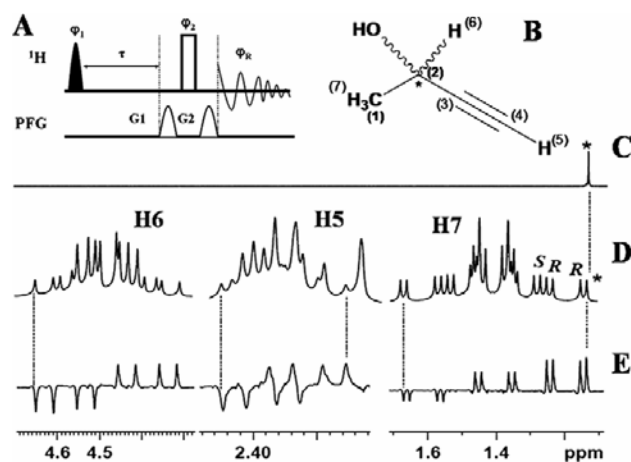 A
φ₁
φ₂
φ_R
¹H
τ
PFG
G1
G2
B
HO
H(6)
(2)
*
(7)
H₃C
(1)
(3)
(4)
H(5)
C
*
H6
H5
H7
D
S R R *
E
4.6 4.5 2.40 1.6 1.4 ppm